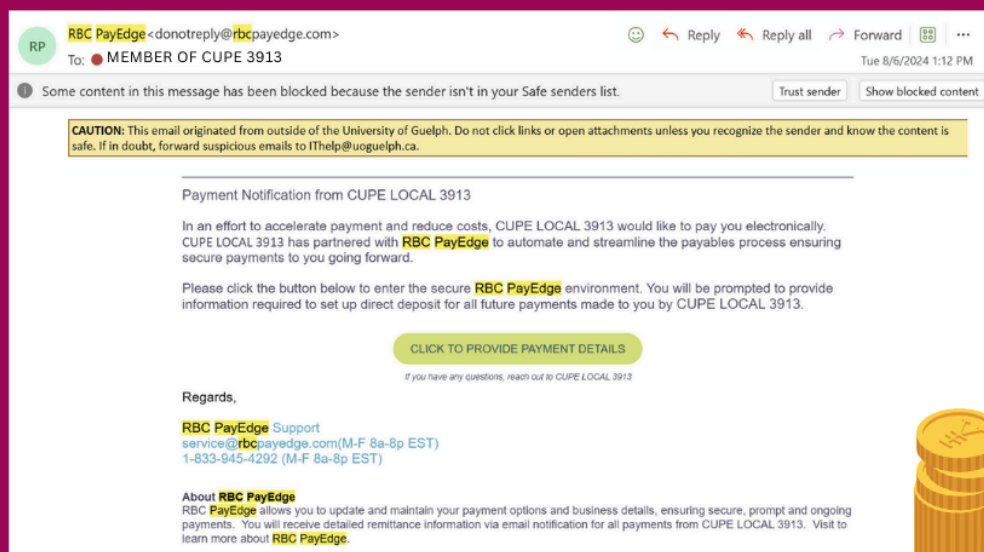 RP
RBC PayEdge<donotreply@rbcpayedge.com>
Reply
Reply all
Forward
To: MEMBER OF CUPE 3913
Tue 8/6/2024 1:12 PM
Some content in this message has been blocked because the sender isn't in your Safe senders list.
Trust sender
Show blocked content
CAUTION: This email originated from outside of the University of Guelph. Do not click links or open attachments unless you recognize the sender and know the content is
safe. If in doubt, forward suspicious emails to IThelp@uoguelph.ca.
Payment Notification from CUPE LOCAL 3913
In an effort to accelerate payment and reduce costs, CUPE LOCAL 3913 would like to pay you electronically.
CUPE LOCAL 3913 has partnered with RBC PayEdge to automate and streamline the payables process ensuring
secure payments to you going forward.
Please click the button below to enter the secure RBC PayEdge environment. You will be prompted to provide
information required to set up direct deposit for all future payments made to you by CUPE LOCAL 3913.
CLICK TO PROVIDE PAYMENT DETAILS
If you have any questions, reach out to CUPE LOCAL 3913
Regards,
RBC PayEdge Support
service@rbcpayedge.com(M-F 8a-8p EST)
1-833-945-4292 (M-F 8a-8p EST)
About RBC PayEdge
RBC PayEdge allows you to update and maintain your payment options and business details, ensuring secure, prompt and ongoing
payments. You will receive detailed remittance information via email notification for all payments from CUPE LOCAL 3913. Visit to
learn more about RBC PayEdge.